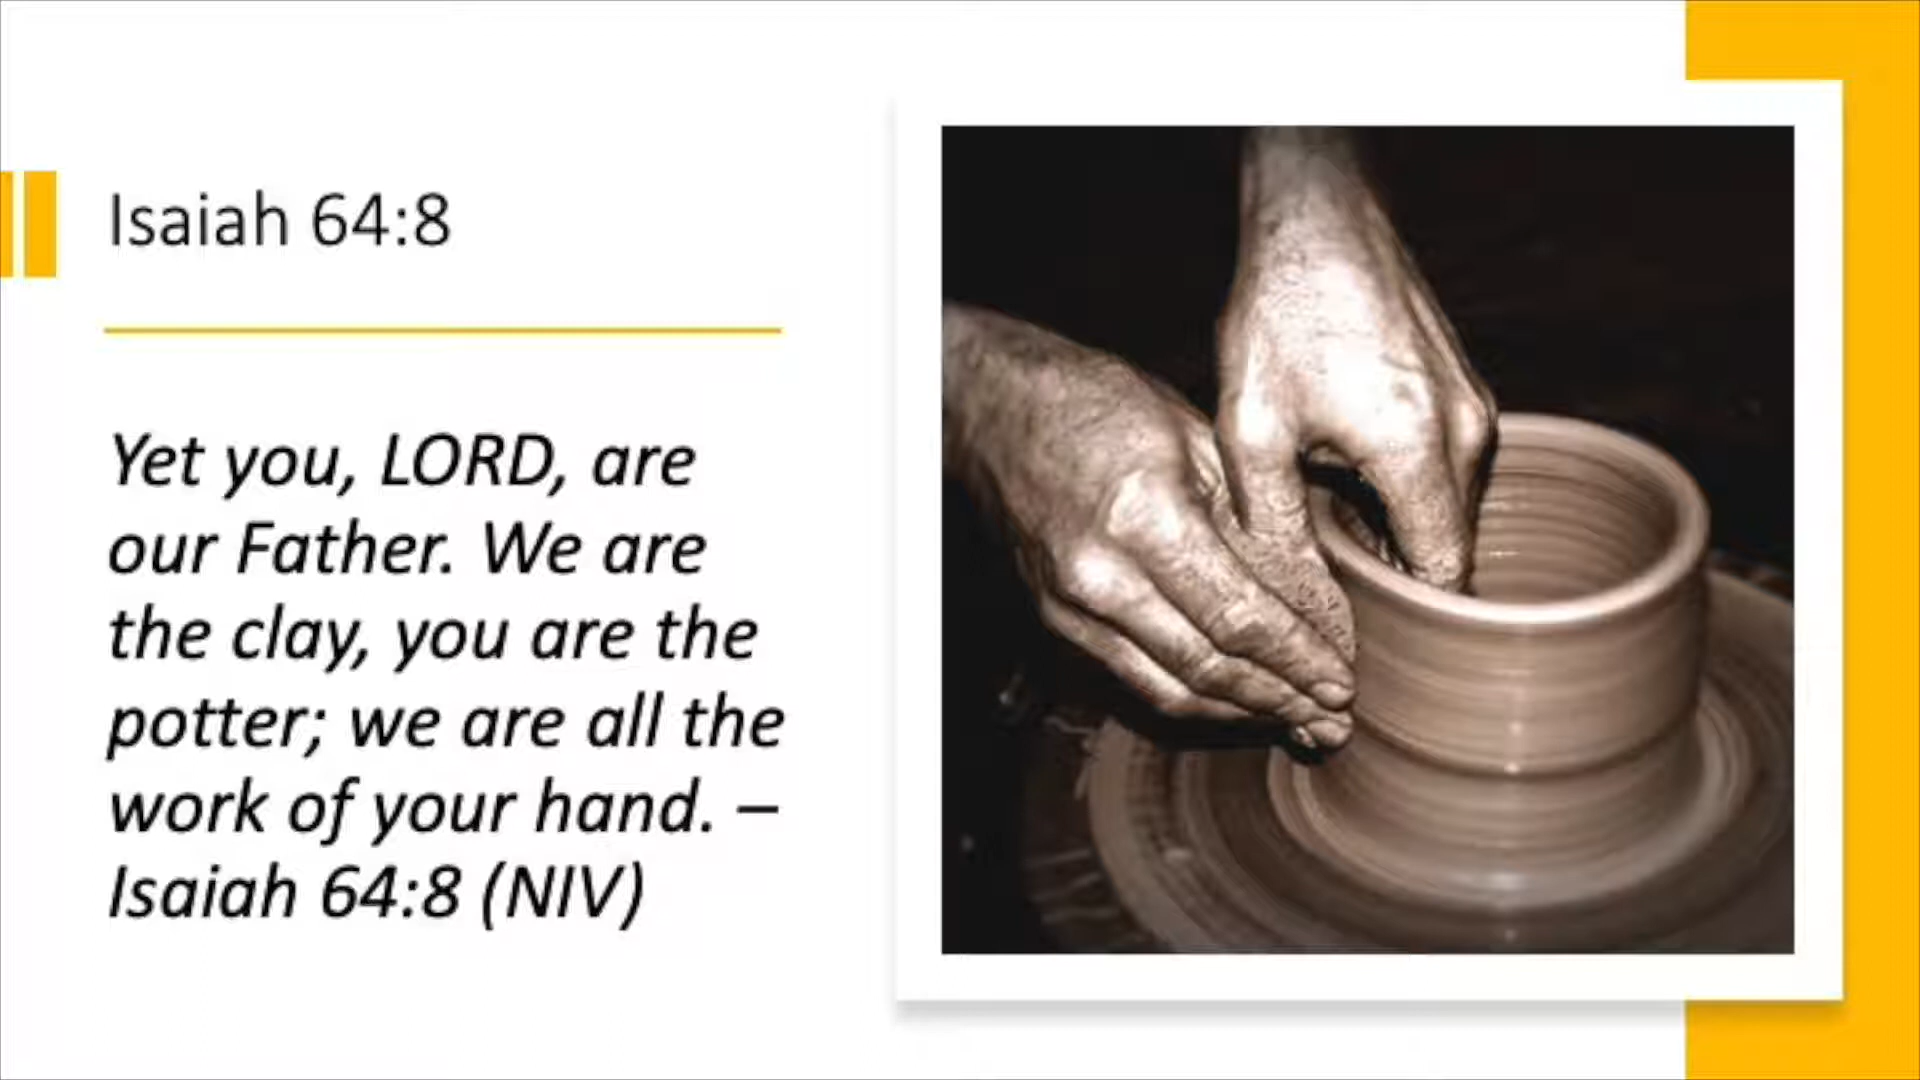 Isaiah 64:8
Yet you, LORD, are
our Father. We are
the clay, you are the
potter; we are all the
work of your hand. –
Isaiah 64:8 (NIV)